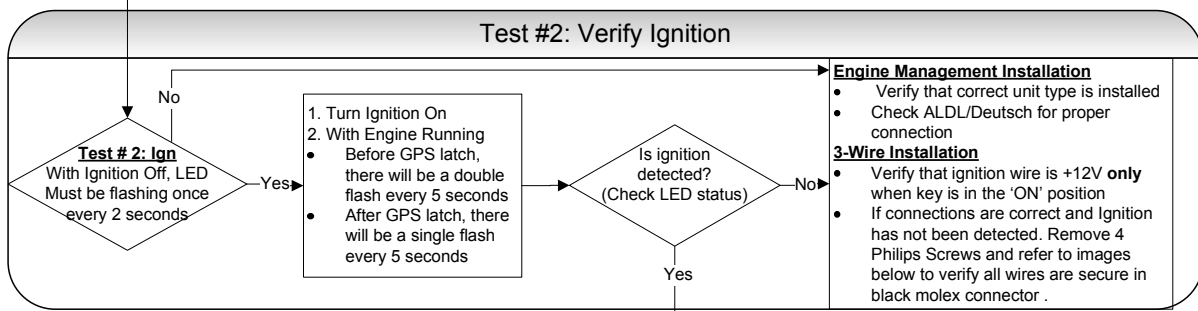 Test #2: Verify Ignition
No
Test # 2: Ign
With Ignition Off, LED
Must be flashing once
every 2 seconds
Yes
1. Turn Ignition On
2. With Engine Running
• Before GPS latch,
there will be a double
flash every 5 seconds
• After GPS latch, there
will be a single flash
every 5 seconds
Is ignition
detected?
(Check LED status)
No
Yes
Engine Management Installation
• Verify that correct unit type is installed
• Check ALDL/Deutsch for proper
connection
3-Wire Installation
• Verify that ignition wire is +12V only
when key is in the ‘ON’ position
• If connections are correct and Ignition
has not been detected. Remove 4
Philips Screws and refer to images
below to verify all wires are secure in
black molex connector .